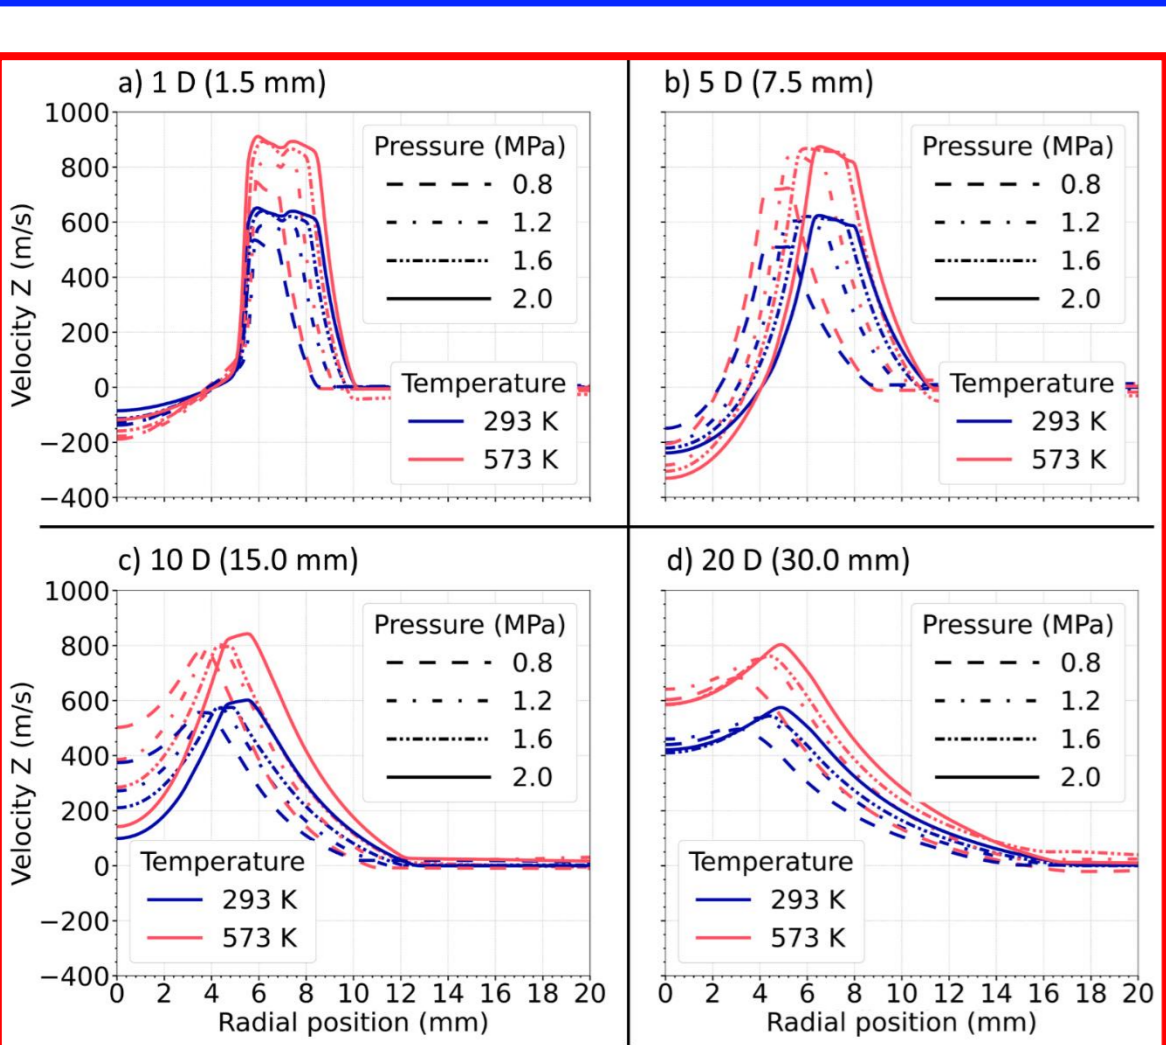 a) 1 D (1.5 mm)
1000
800
600
400
200
0
−200
−400
Velocity Z (m/s)
Pressure (MPa)
0.8
1.2
1.6
2.0
Temperature
293 K
573 K
b) 5 D (7.5 mm)
Pressure (MPa)
0.8
1.2
1.6
2.0
Temperature
293 K
573 K
c) 10 D (15.0 mm)
1000
800
600
400
200
0
−200
−400
Velocity Z (m/s)
Pressure (MPa)
0.8
1.2
1.6
2.0
Temperature
293 K
573 K
0 2 4 6 8 10 12 14 16 18 20
Radial position (mm)
d) 20 D (30.0 mm)
Pressure (MPa)
0.8
1.2
1.6
2.0
Temperature
293 K
573 K
0 2 4 6 8 10 12 14 16 18 20
Radial position (mm)